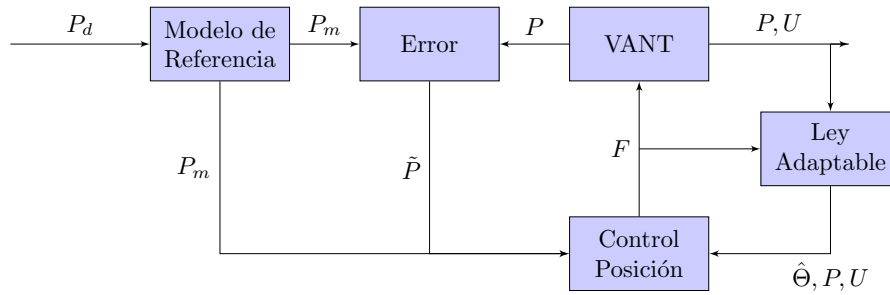 P_d
Modelo de
Referencia
P_m
Error
P
VANT
P, U
Ley
Adaptable
P_m
P̃
F
Control
Posición
Θ̂, P, U